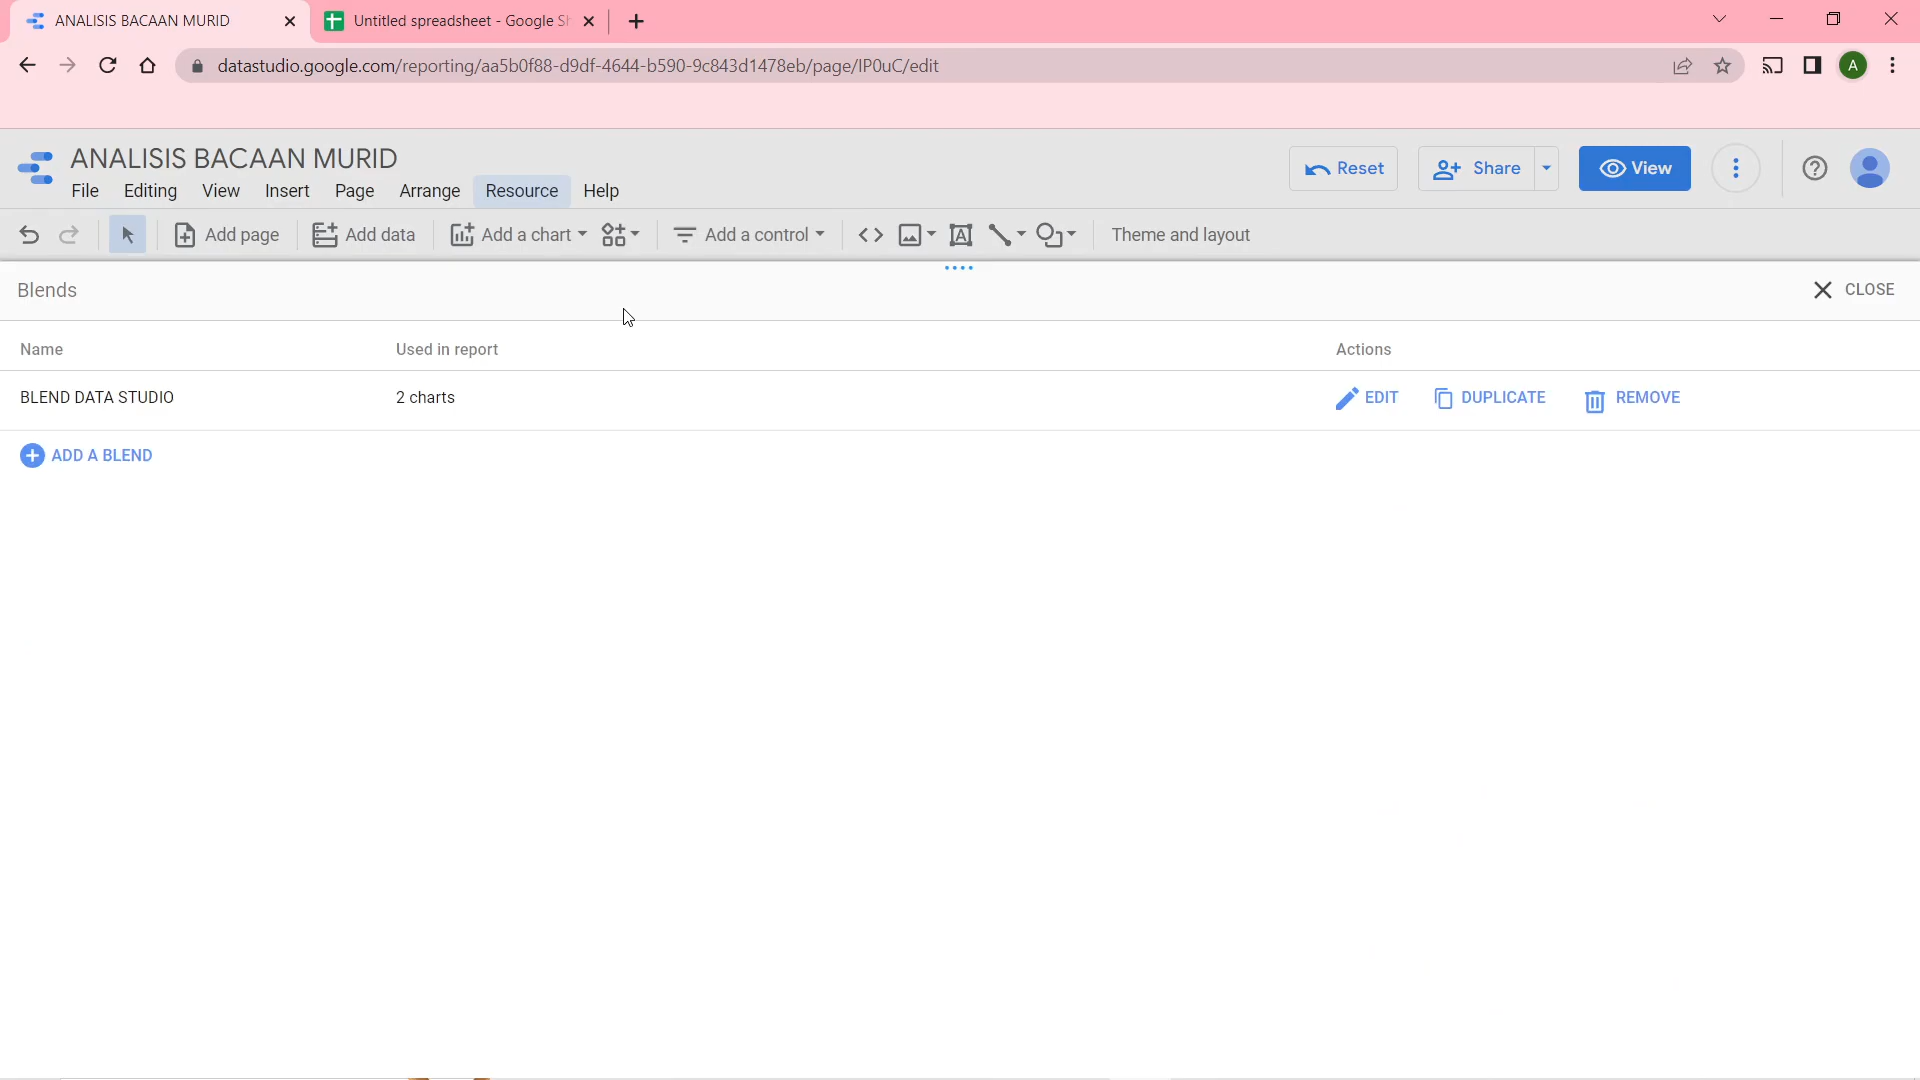 ANALISIS BACAAN MURID
Untitled spreadsheet - Google Sh
datastudio.google.com/reporting/aa5b0f88-d9df-4644-b590-9c843d1478eb/page/IP0uC/edit
A
ANALISIS BACAAN MURID
File Editing View Insert Page Arrange Resource Help
Reset
Share
View
Add page
Add data
Add a chart
Add a control
Theme and layout
Blends
CLOSE
Name Used in report Actions
BLEND DATA STUDIO 2 charts EDIT DUPLICATE REMOVE
ADD A BLEND